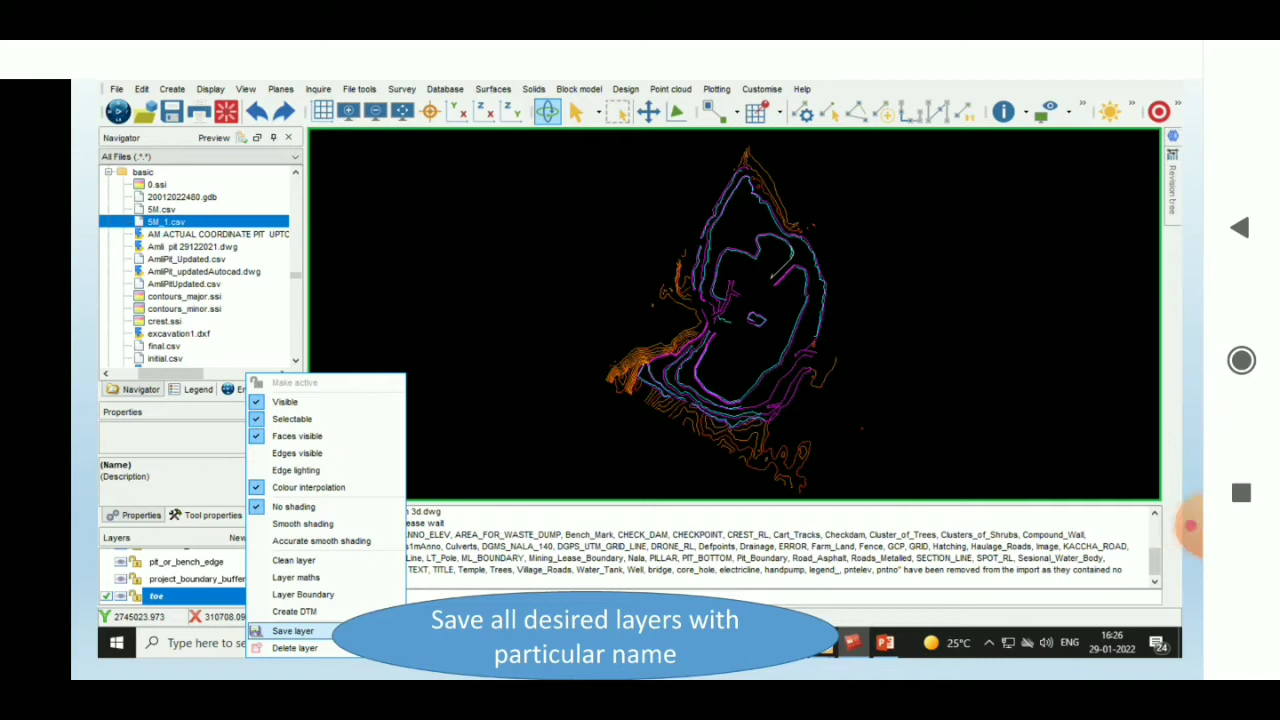 File Edit Create Display View Planes Inquire File tools Survey Database Surfaces Solids Block model Design Point cloud Plotting Customise Help
Navigator Preview
All Files (*.*)
basic
0.ssi
20012022480.gdb
5M.csv
5M_1.csv
AM ACTUAL COORDINATE PIT UPTC
Amli pit 29122021.dwg
AmliPit_Updated.csv
AmliPit_updatedAutocad.dwg
AmliPitUpdated.csv
contours_major.ssi
contours_minor.ssi
crest.ssi
excavation1.dxf
final.csv
initial.csv
Navigator Legend
Properties
(Name)
(Description)
Properties Tool properties
Layers
pit_or_bench_edge
project_boundary_buffer
toe
Y 2745023.973 X 310708.09
Make active
Visible
Selectable
Faces visible
Edges visible
Edge lighting
Colour interpolation
No shading
Smooth shading
Accurate smooth shading
Clean layer
Layer maths
Layer Boundary
Create DTM
Save layer
Delete layer
Revision tree
3d.dwg
ease wait
NNO_ELEV, AREA_FOR_WASTE_DUMP, Bench_Mark, CHECK_DAM, CHECKPOINT, CREST_RL, Cart_Tracks, Checkdam, Cluster_of_Trees, Clusters_of_Shrubs, Compound_Wall,
s1mAnno, Culverts, DGMS_NALA_140, DGPS_UTM_GRID_LINE, DRONE_RL, Defpoints, Drainage, ERROR, Farm_Land, Fence, GCP, GRID, Hatching, Haulage_Roads, Image, KACCHA_ROAD,
Line, LT_Pole, ML_BOUNDARY, Mining_Lease_Boundary, Nala, PILLAR, PIT_BOTTOM, Pit_Boundary, Road_Asphalt, Roads_Metalled, SECTION_LINE, SPOT_RL, Sesional_Water_Body,
TEXT, TITLE, Temple, Trees, Village_Roads, Water_Tank, Well, bridge, core_hole, electricline, handpump, legend_, pntelev, pntno" have been removed from the import as they contained no
Save all desired layers with
particular name
Type here to
25°C ENG 16:26
29-01-2022 24